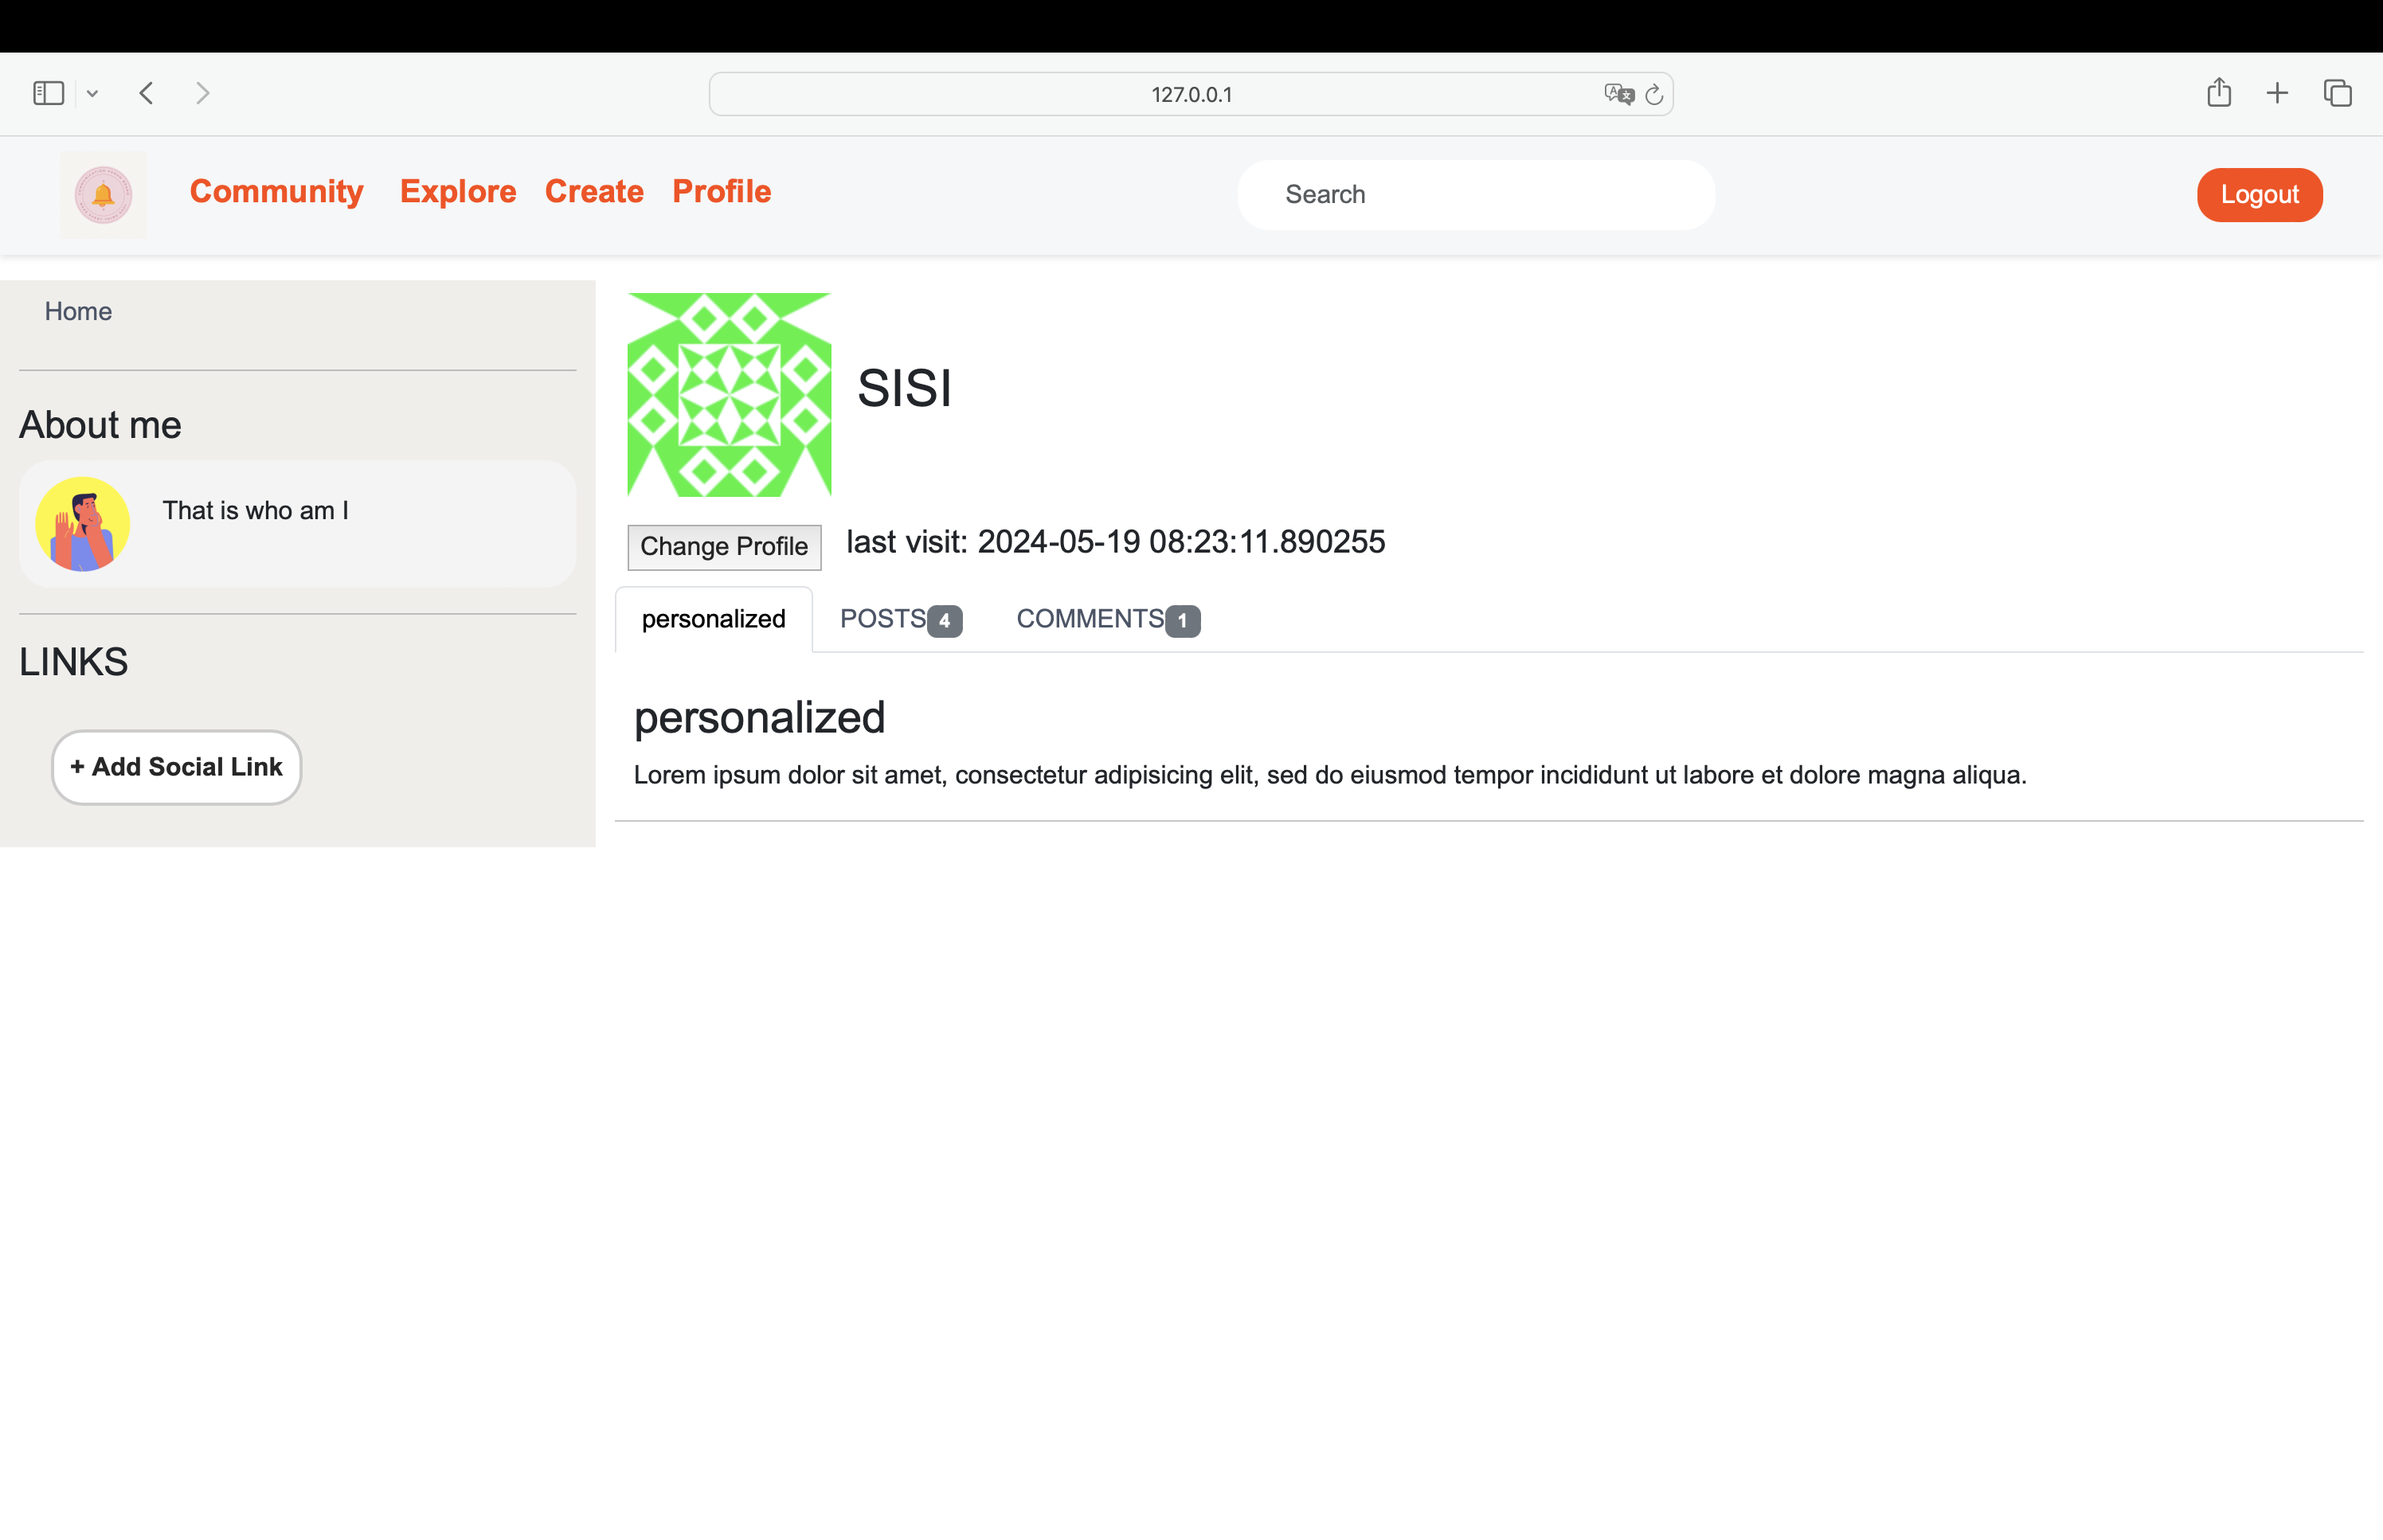 127.0.0.1
Community Explore Create Profile
Search
Logout
Home
About me
That is who am I
LINKS
+ Add Social Link
SISI
Change Profile
last visit: 2024-05-19 08:23:11.890255
personalized POSTS 4 COMMENTS 1
personalized
Lorem ipsum dolor sit amet, consectetur adipisicing elit, sed do eiusmod tempor incididunt ut labore et dolore magna aliqua.